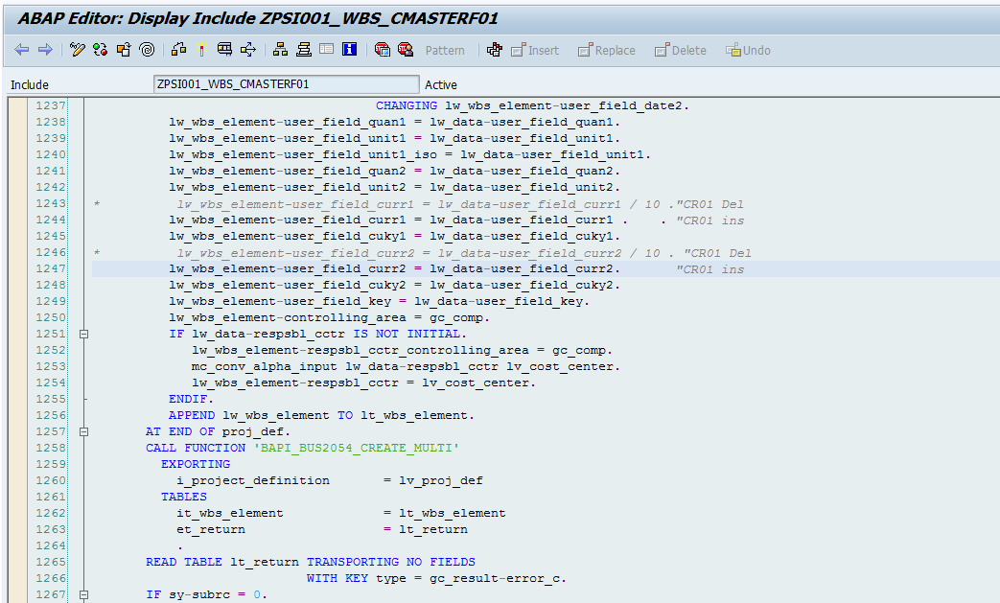 ABAP Editor: Display Include ZPSI001_WBS_CMASTERF01
Pattern Insert Replace Delete Undo
Include ZPSI001_WBS_CMASTERF01 Active
1237 CHANGING lw_wbs_element-user_field_date2.
1238 lw_wbs_element-user_field_quan1 = lw_data-user_field_quan1.
1239 lw_wbs_element-user_field_unit1 = lw_data-user_field_unit1.
1240 lw_wbs_element-user_field_unit1_iso = lw_data-user_field_unit1.
1241 lw_wbs_element-user_field_quan2 = lw_data-user_field_quan2.
1242 lw_wbs_element-user_field_unit2 = lw_data-user_field_unit2.
1243 * lw_wbs_element-user_field_curr1 = lw_data-user_field_curr1 / 10 ."CR01 Del
1244 lw_wbs_element-user_field_curr1 = lw_data-user_field_curr1 . . "CR01 ins
1245 lw_wbs_element-user_field_cuky1 = lw_data-user_field_cuky1.
1246 * lw_wbs_element-user_field_curr2 = lw_data-user_field_curr2 / 10 . "CR01 Del
1247 lw_wbs_element-user_field_curr2 = lw_data-user_field_curr2. "CR01 ins
1248 lw_wbs_element-user_field_cuky2 = lw_data-user_field_cuky2.
1249 lw_wbs_element-user_field_key = lw_data-user_field_key.
1250 lw_wbs_element-controlling_area = gc_comp.
1251 IF lw_data-respsbl_cctr IS NOT INITIAL.
1252 lw_wbs_element-respsbl_cctr_controlling_area = gc_comp.
1253 mc_conv_alpha_input lw_data-respsbl_cctr lv_cost_center.
1254 lw_wbs_element-respsbl_cctr = lv_cost_center.
1255 ENDIF.
1256 APPEND lw_wbs_element TO lt_wbs_element.
1257 AT END OF proj_def.
1258 CALL FUNCTION 'BAPI_BUS2054_CREATE_MULTI'
1259 EXPORTING
1260 i_project_definition = lv_proj_def
1261 TABLES
1262 it_wbs_element = lt_wbs_element
1263 et_return = lt_return
1264 .
1265 READ TABLE lt_return TRANSPORTING NO FIELDS
1266 WITH KEY type = gc_result-error_c.
1267 IF sy-subrc = 0.